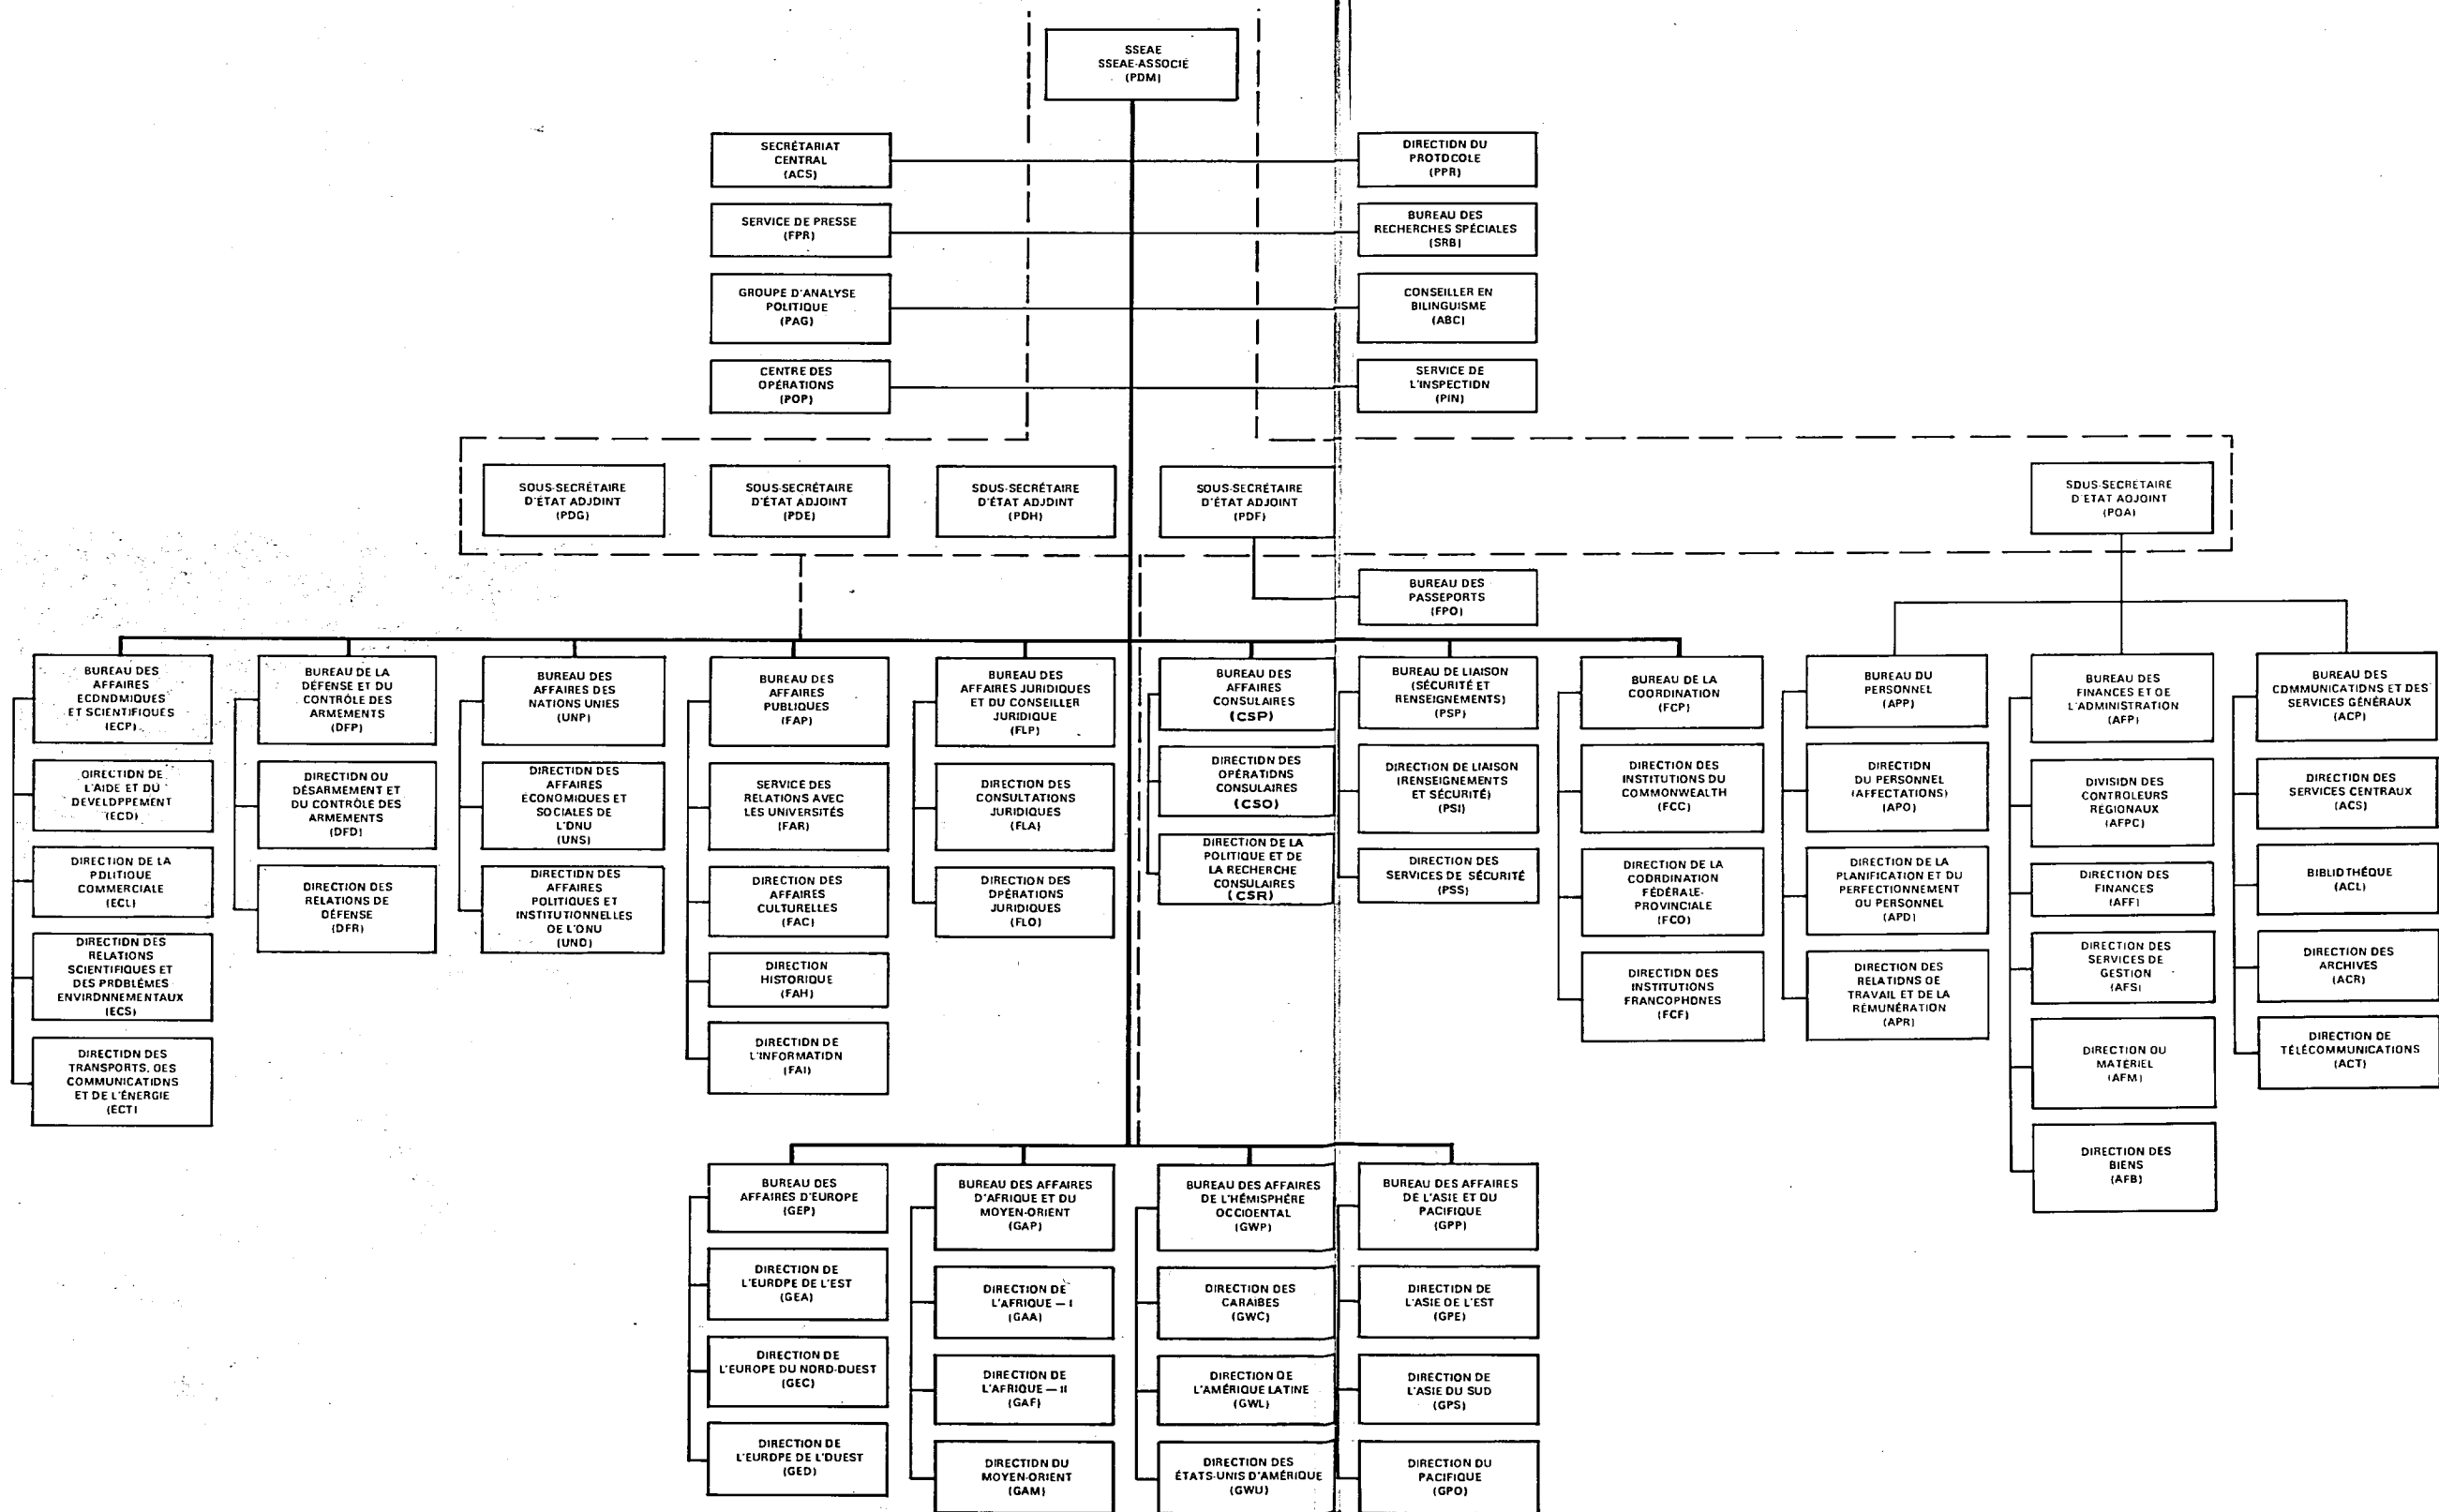 SSEAE
SSEAE-ASSOCIÉ
(PDM)
SECRÉTARIAT
CENTRAL
(ACS)
DIRECTION DU
PROTOCOLE
(PPR)
SERVICE DE PRESSE
(FPR)
BUREAU DES
RECHERCHES SPÉCIALES
(SRB)
GROUPE D'ANALYSE
POLITIQUE
(PAG)
CONSEILLER EN
BILINGUISME
(ABC)
CENTRE DES
OPÉRATIONS
(POP)
SERVICE DE
L'INSPECTION
(PIN)
SOUS-SECRÉTAIRE
D'ÉTAT ADJOINT
(PDG)
SOUS-SECRÉTAIRE
D'ÉTAT ADJOINT
(PDE)
SOUS-SECRÉTAIRE
D'ÉTAT ADJOINT
(PDH)
SOUS-SECRÉTAIRE
D'ÉTAT ADJOINT
(PDF)
SOUS-SECRÉTAIRE
D'ÉTAT ADJOINT
(PDA)
BUREAU DES
PASSEPORTS
(FPO)
BUREAU DES
AFFAIRES
ECONOMIQUES
ET SCIENTIFIQUES
(ECP)
DIRECTION DE
L'AIDE ET DU
DEVELOPPEMENT
(ECD)
DIRECTION DE LA
POLITIQUE
COMMERCIALE
(ECL)
DIRECTION DES
RELATIONS
SCIENTIFIQUES ET
DES PROBLÈMES
ENVIRONNEMENTAUX
(ECS)
DIRECTION DES
TRANSPORTS, DES
COMMUNICATIONS
ET DE L'ÉNERGIE
(ECT)
BUREAU DE LA
DÉFENSE ET DU
CONTRÔLE DES
ARMEMENTS
(DFP)
DIRECTION DU
DÉSARMEMENT ET
DU CONTRÔLE DES
ARMEMENTS
(DFD)
DIRECTION DES
RELATIONS DE
DÉFENSE
(DFR)
BUREAU DES
AFFAIRES DES
NATIONS UNIES
(UNP)
DIRECTION DES
AFFAIRES
ÉCONOMIQUES ET
SOCIALES DE
L'ONU
(UNS)
DIRECTION DES
AFFAIRES
POLITIQUES ET
INSTITUTIONNELLES
DE L'ONU
(UNO)
BUREAU DES
AFFAIRES
PUBLIQUES
(FAP)
SERVICE DES
RELATIONS AVEC
LES UNIVERSITÉS
(FAR)
DIRECTION DES
AFFAIRES
CULTURELLES
(FAC)
DIRECTION
HISTORIQUE
(FAH)
DIRECTION DE
L'INFORMATION
(FAI)
BUREAU DES
AFFAIRES JURIDIQUES
ET DU CONSEILLER
JURIDIQUE
(FLP)
DIRECTION DES
CONSULTATIONS
JURIDIQUES
(FLA)
DIRECTION DES
OPÉRATIONS
JURIDIQUES
(FLO)
BUREAU DES
AFFAIRES
CONSULAIRES
(CSP)
DIRECTION DES
OPÉRATIONS
CONSULAIRES
(CSO)
DIRECTION DE LA
POLITIQUE ET DE
LA RECHERCHE
CONSULAIRES
(CSR)
BUREAU DE LIAISON
(SÉCURITÉ ET
RENSEIGNEMENTS)
(PSP)
DIRECTION DE LIAISON
(RENSEIGNEMENTS
ET SÉCURITÉ)
(PSI)
DIRECTION DES
SERVICES DE SÉCURITÉ
(PSS)
BUREAU DE LA
COORDINATION
(FCP)
DIRECTION DES
INSTITUTIONS DU
COMMONWEALTH
(FCC)
DIRECTION DE LA
COORDINATION
FÉDÉRALE-
PROVINCIALE
(FCO)
DIRECTION DES
INSTITUTIONS
FRANCOPHONES
(FCF)
BUREAU DU
PERSONNEL
(APP)
DIRECTION
DU PERSONNEL
(AFFECTATIONS)
(APO)
DIRECTION DE LA
PLANIFICATION ET DU
PERFECTIONNEMENT
DU PERSONNEL
(APD)
DIRECTION DES
RELATIONS DE
TRAVAIL ET DE LA
RÉMUNÉRATION
(APR)
BUREAU DES
FINANCES ET DE
L'ADMINISTRATION
(AFP)
DIVISION DES
CONTROLEURS
RÉGIONAUX
(AFPC)
DIRECTION DES
FINANCES
(AFF)
DIRECTION DES
SERVICES DE
GESTION
(AFS)
DIRECTION DU
MATERIEL
(AFM)
DIRECTION DES
BIENS
(AFB)
BUREAU DES
COMMUNICATIONS ET DES
SERVICES GÉNÉRAUX
(ACP)
DIRECTION DES
SERVICES CENTRAUX
(ACS)
BIBLIOTHÉQUE
(ACL)
DIRECTION DES
ARCHIVES
(ACR)
DIRECTION DE
TÉLÉCOMMUNICATIONS
(ACT)
BUREAU DES
AFFAIRES D'EUROPE
(GEP)
DIRECTION DE
L'EUROPE DE L'EST
(GEA)
DIRECTION DE
L'EUROPE DU NORD-OUEST
(GEC)
DIRECTION DE
L'EUROPE DE L'OUEST
(GED)
BUREAU DES AFFAIRES
D'AFRIQUE ET DU
MOYEN-ORIENT
(GAP)
DIRECTION DE
L'AFRIQUE — I
(GAA)
DIRECTION DE
L'AFRIQUE — II
(GAF)
DIRECTION DU
MOYEN-ORIENT
(GAM)
BUREAU DES AFFAIRES
DE L'HÉMISPHÉRE
OCCIDENTAL
(GWP)
DIRECTION DES
CARAÏBES
(GWC)
DIRECTION DE
L'AMÉRIQUE LATINE
(GWL)
DIRECTION DES
ÉTATS-UNIS D'AMÉRIQUE
(GWU)
BUREAU DES AFFAIRES
DE L'ASIE ET DU
PACIFIQUE
(GPP)
DIRECTION DE
L'ASIE DE L'EST
(GPE)
DIRECTION DE
L'ASIE DU SUD
(GPS)
DIRECTION DU
PACIFIQUE
(GPO)